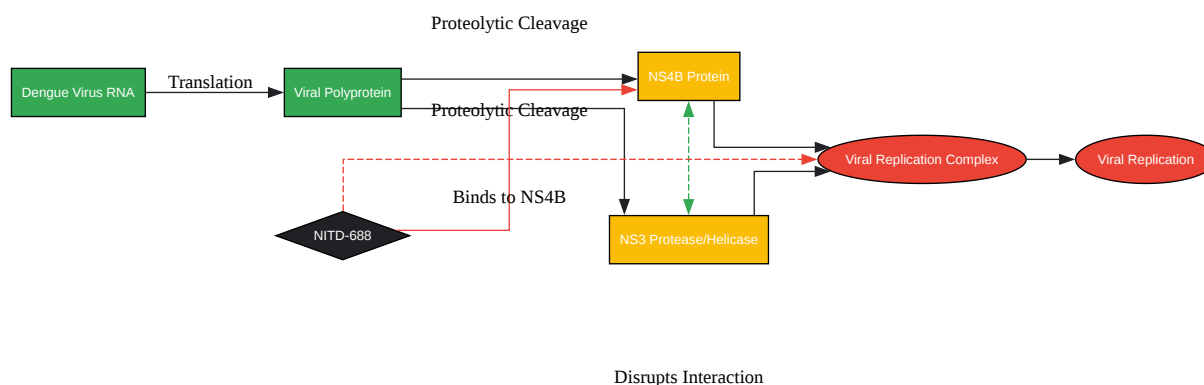 Proteolytic Cleavage
Dengue Virus RNA
Translation
Viral Polyprotein
NS4B Protein
Proteolytic Cleavage
Viral Replication Complex
Viral Replication
Binds to NS4B
NITD-688
NS3 Protease/Helicase
Disrupts Interaction